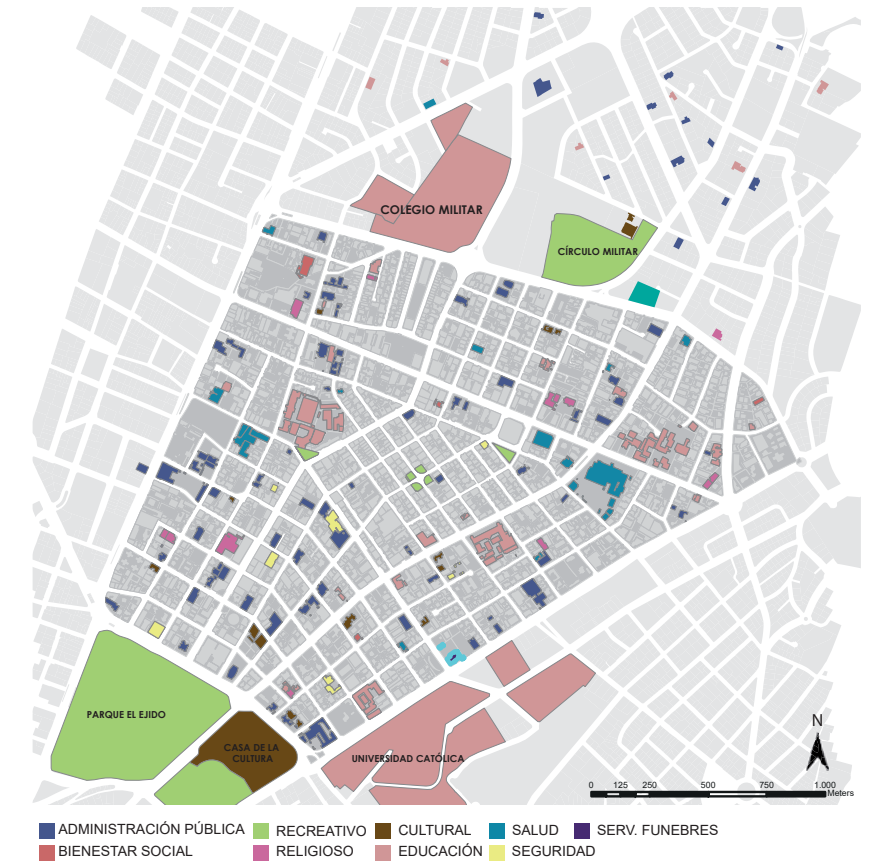 COLEGIO MILITAR
CÍRCULO MILITAR
PARQUE EL EJIDO
CASA DE LA
CULTURA
UNIVERSIDAD CATÓLICA
N
0 125 250 500 750 1.000
Meters
ADMINISTRACIÓN PÚBLICA RECREATIVO CULTURAL SALUD SERV. FUNEBRES
BIENESTAR SOCIAL RELIGIOSO EDUCACIÓN SEGURIDAD